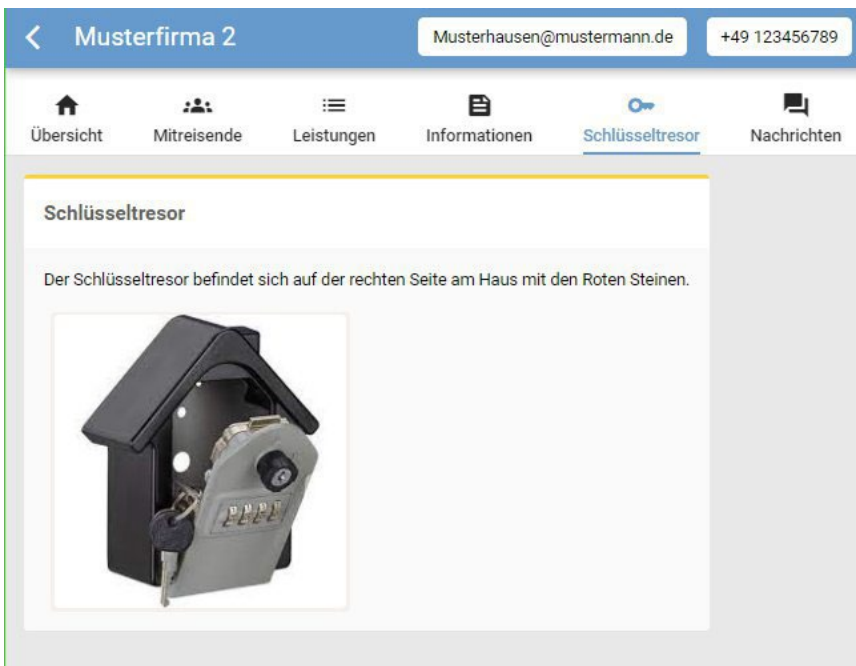 Musterfirma 2
Musterhausen@mustermann.de
+49 123456789
Übersicht
Mitreisende
Leistungen
Informationen
Schlüsseltresor
Nachrichten
Schlüsseltresor
Der Schlüsseltresor befindet sich auf der rechten Seite am Haus mit den Roten Steinen.